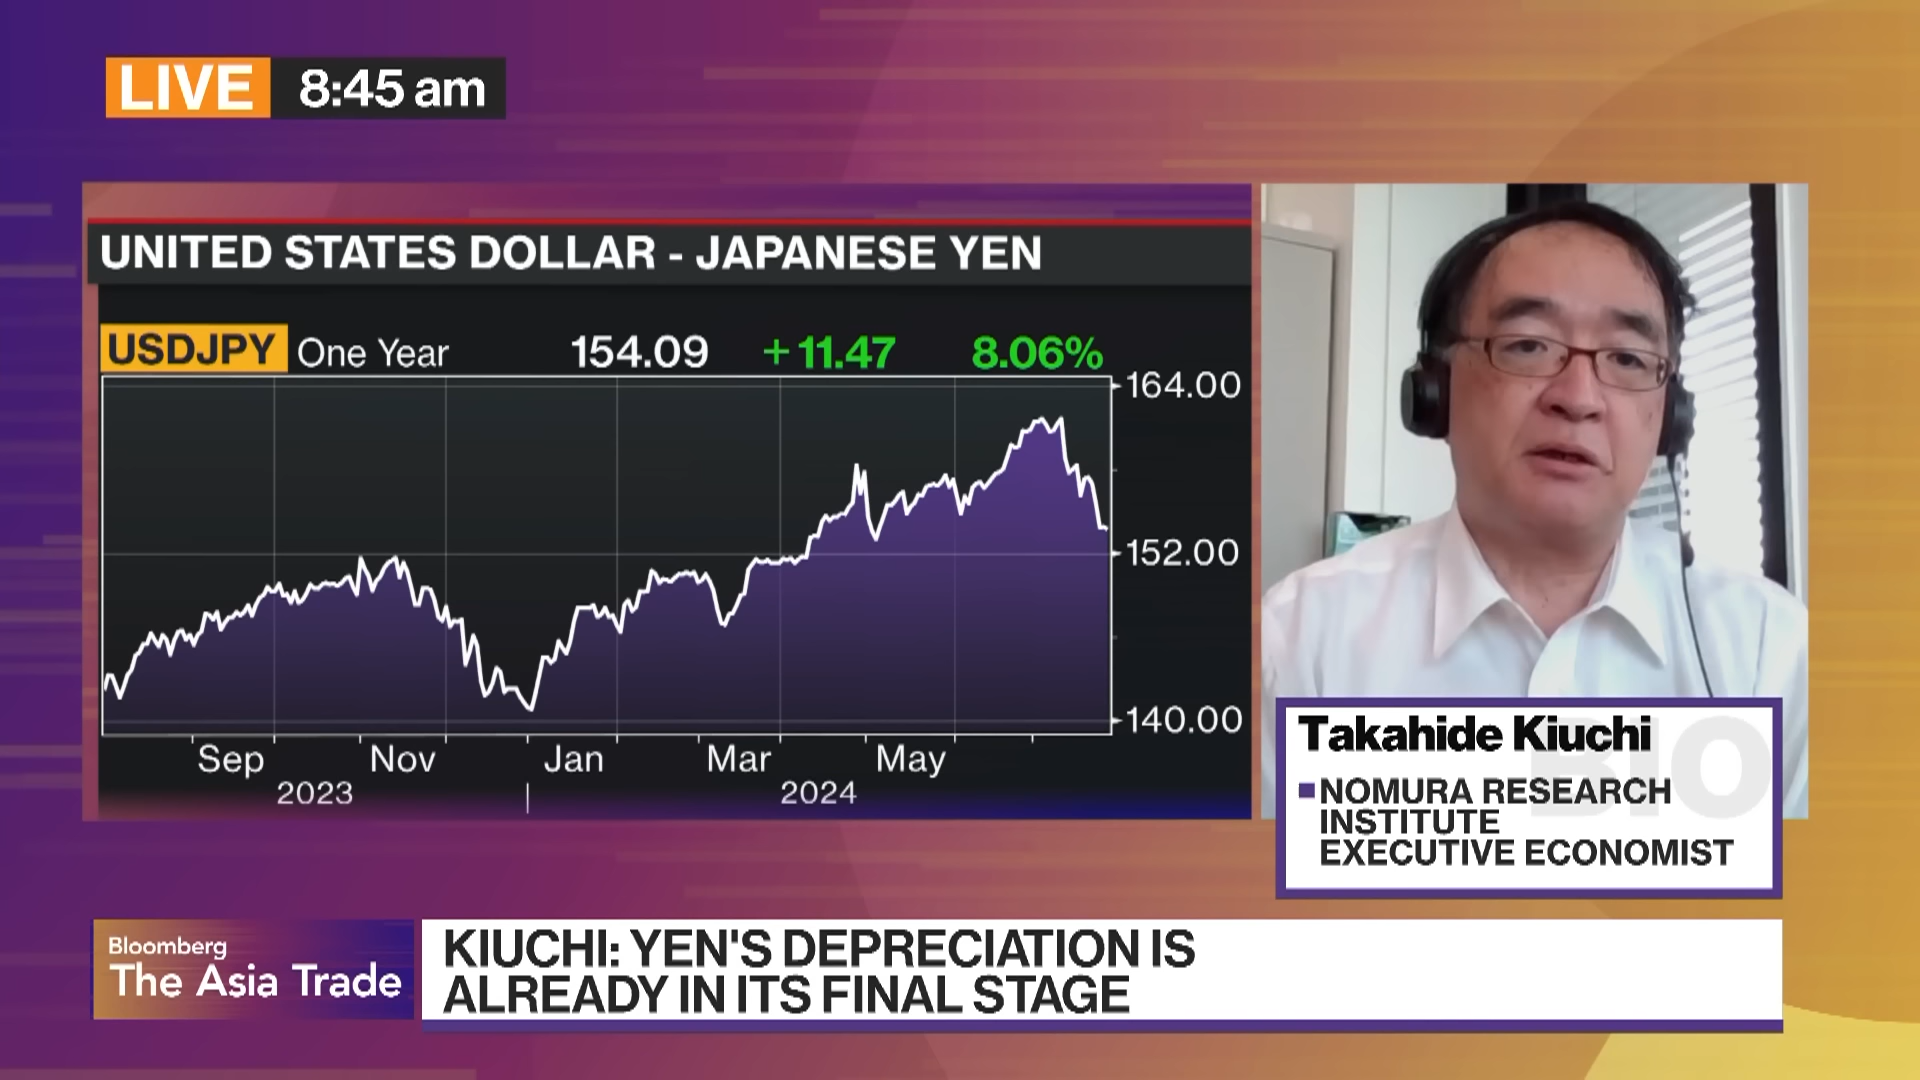 LIVE 8:45 am
UNITED STATES DOLLAR - JAPANESE YEN
USDJPY One Year 154.09 +11.47 8.06%
164.00
152.00
140.00
Sep Nov Jan Mar May
2023 2024
BIO
Takahide Kiuchi
NOMURA RESEARCH
INSTITUTE
EXECUTIVE ECONOMIST
Bloomberg
The Asia Trade
KIUCHI: YEN'S DEPRECIATION IS
ALREADY IN ITS FINAL STAGE